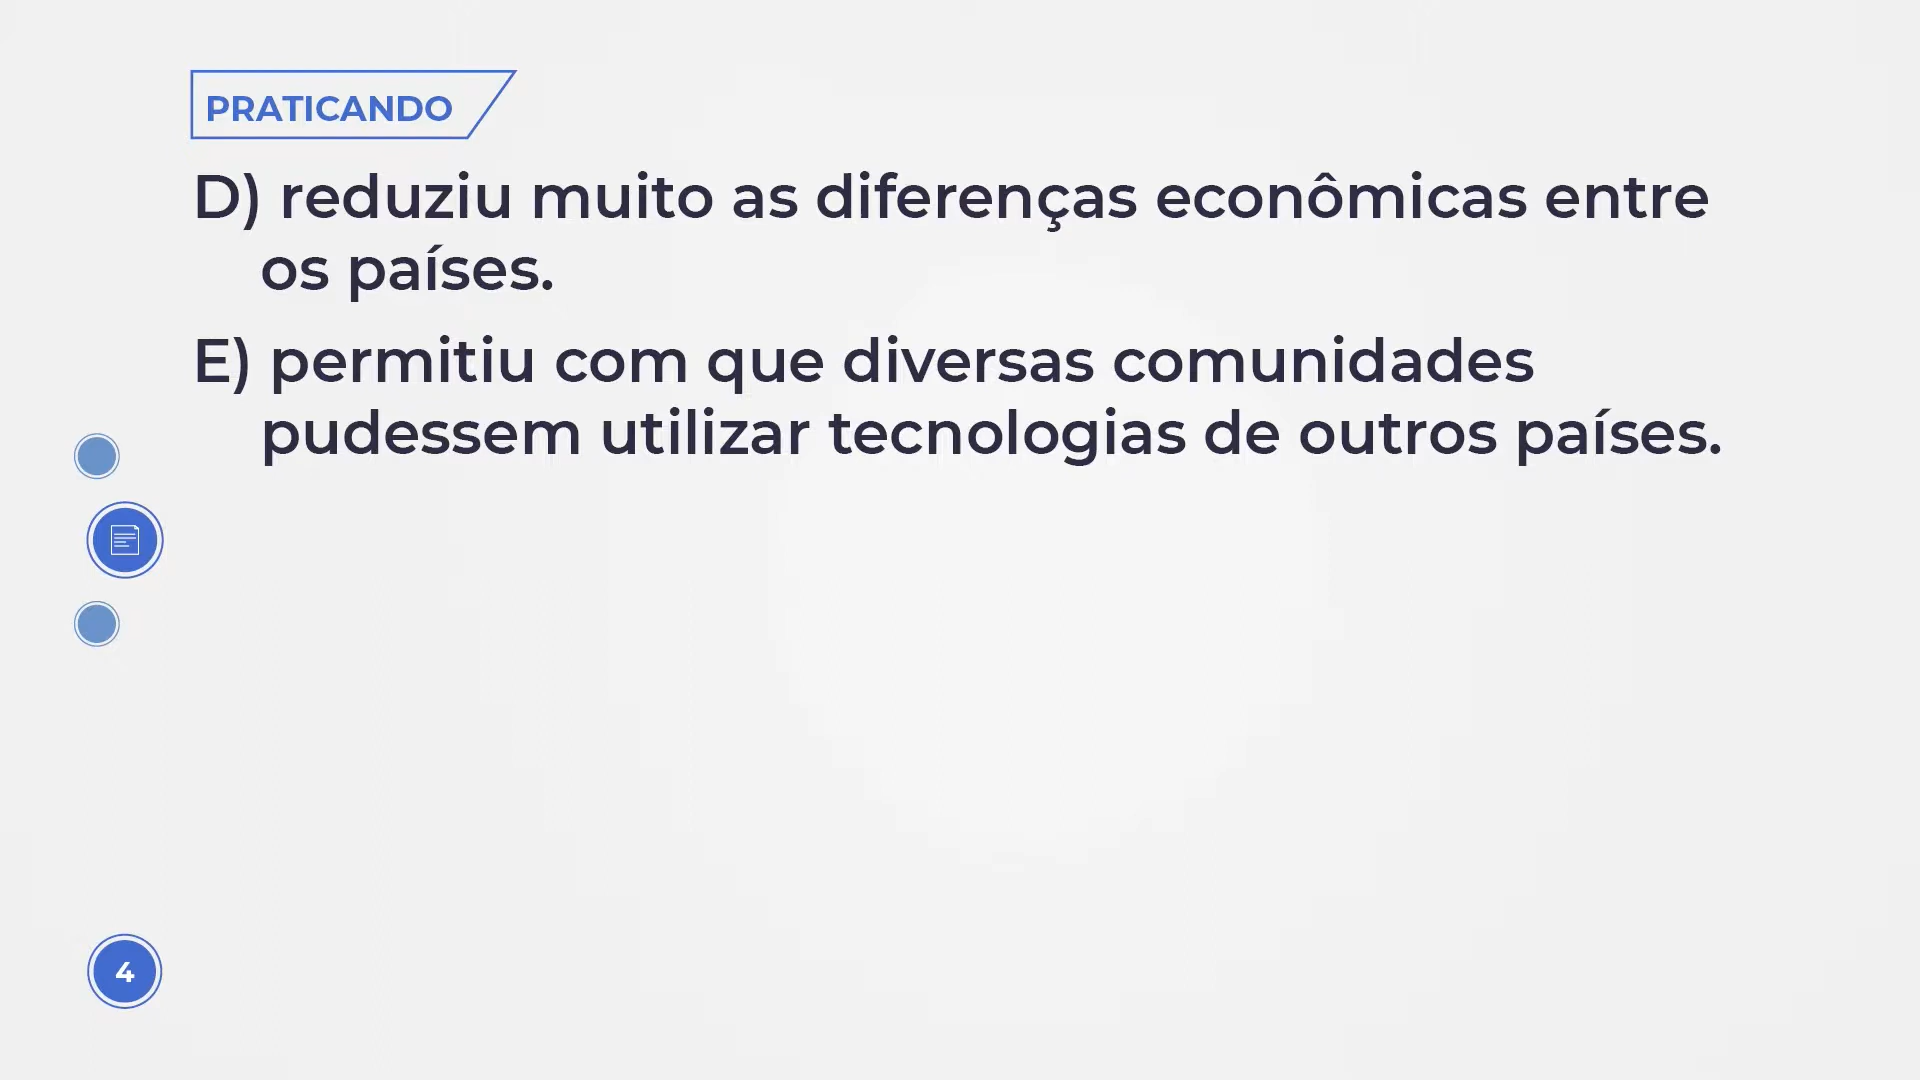 PRATICANDO
D) reduziu muito as diferenças econômicas entre
os países.
E) permitiu com que diversas comunidades
pudessem utilizar tecnologias de outros países.
4